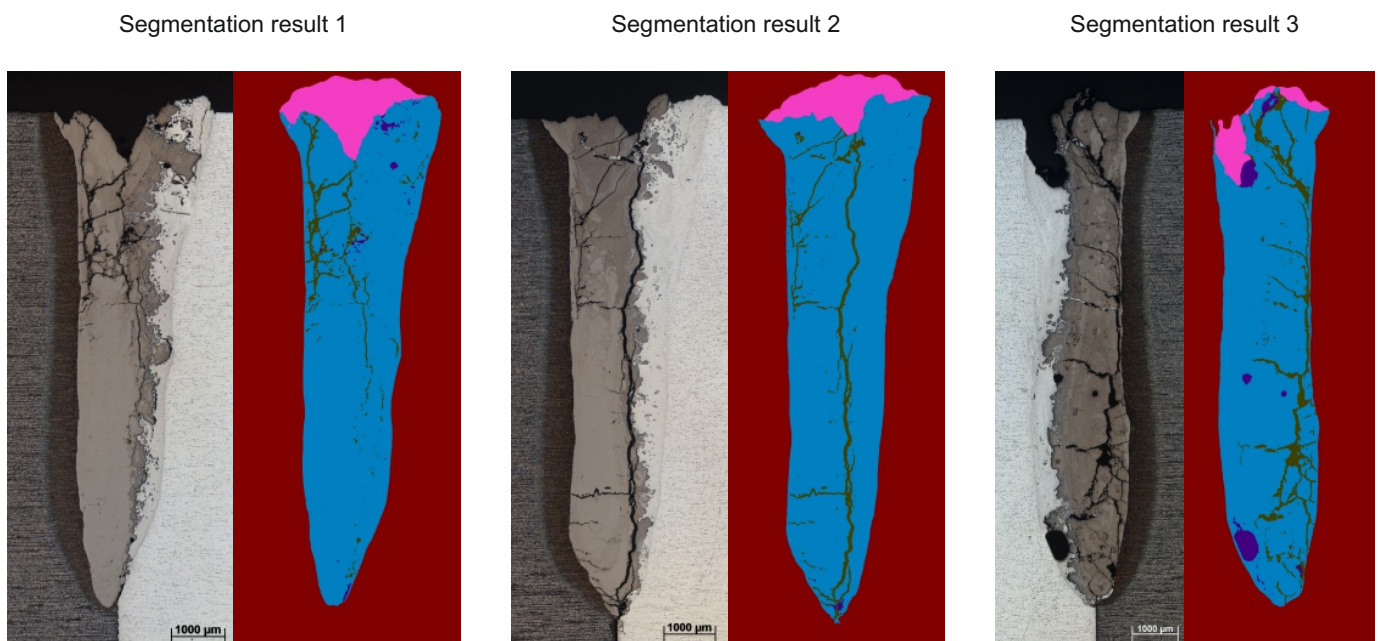 Segmentation result 1
Segmentation result 2
Segmentation result 3
1000 µm
1000 µm
1000 µm